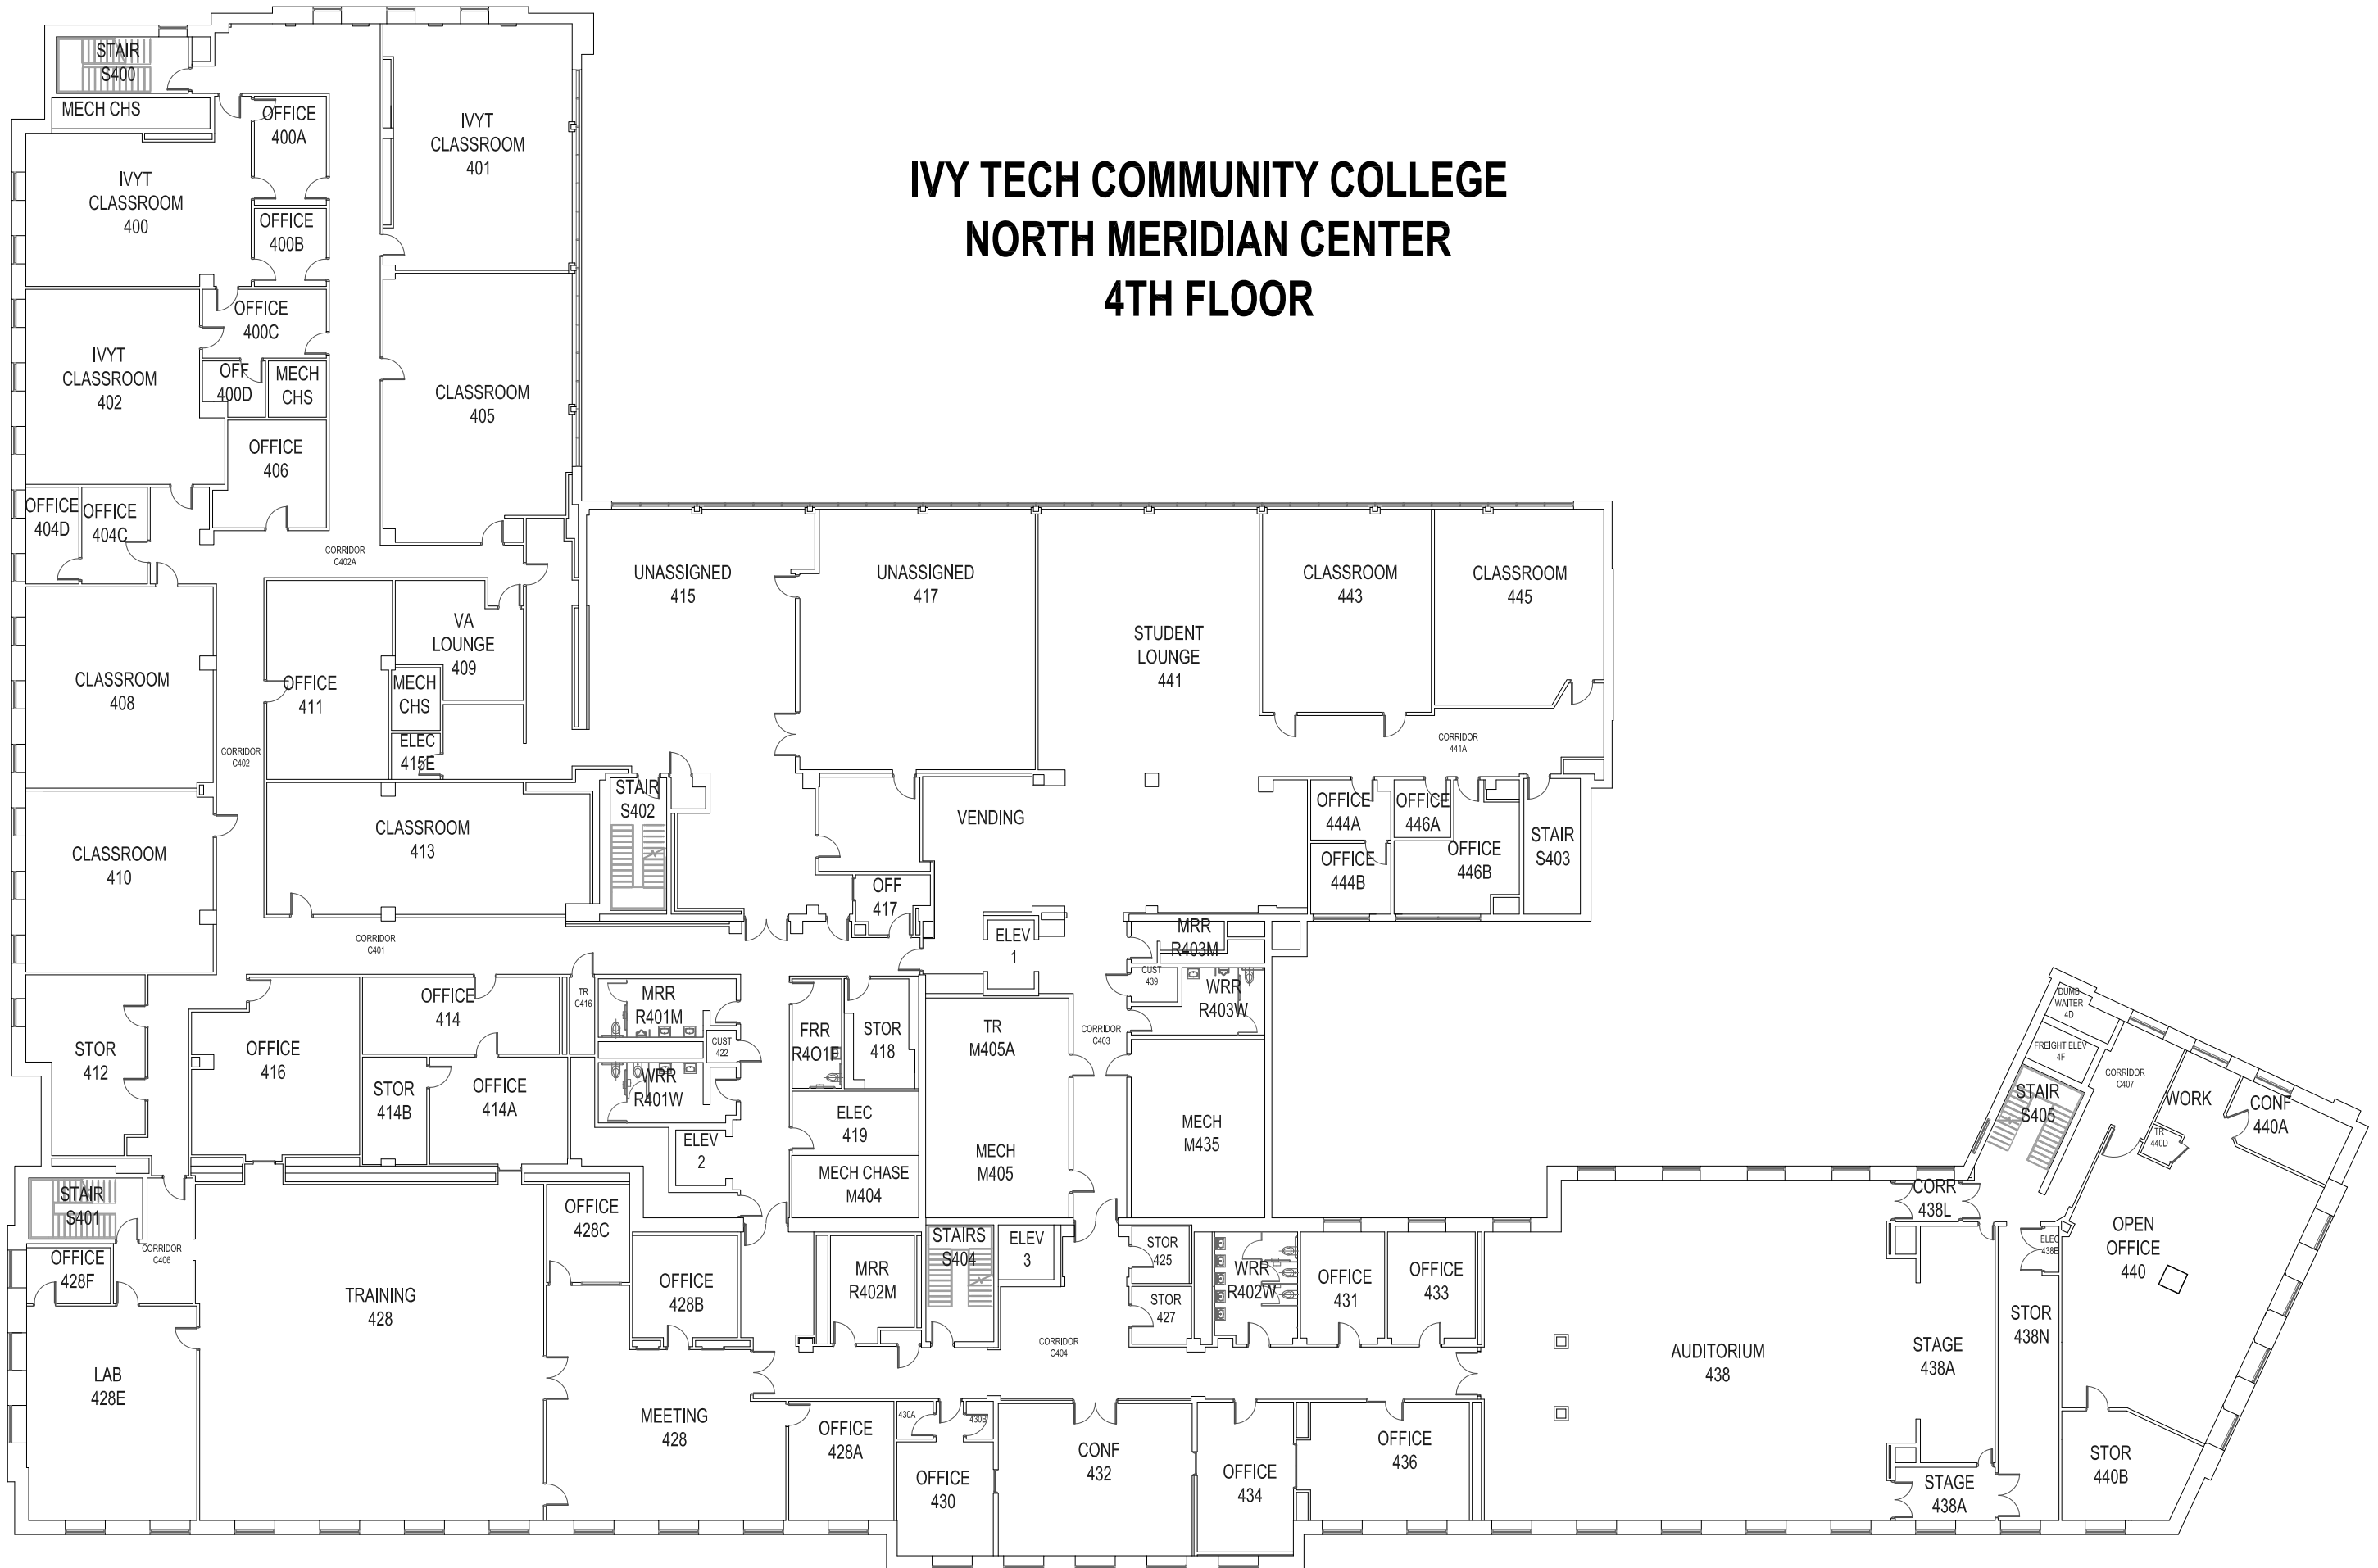 IVY TECH COMMUNITY COLLEGE
NORTH MERIDIAN CENTER
4TH FLOOR
STAIR
S400
MECH CHS
OFFICE
400A
IVYT
CLASSROOM
401
IVYT
CLASSROOM
400
OFFICE
400B
OFFICE
400C
IVYT
CLASSROOM
402
OFF
400D
MECH
CHS
CLASSROOM
405
OFFICE
406
OFFICE
404D
OFFICE
404C
CORRIDOR
C402A
UNASSIGNED
415
UNASSIGNED
417
CLASSROOM
443
CLASSROOM
445
VA
LOUNGE
409
STUDENT
LOUNGE
441
CLASSROOM
408
OFFICE
411
MECH
CHS
CORRIDOR
C402
ELEC
415E
CORRIDOR
441A
STAIR
S402
VENDING
OFFICE
444A
OFFICE
446A
CLASSROOM
413
STAIR
S403
CLASSROOM
410
OFFICE
444B
OFFICE
446B
OFF
417
CORRIDOR
C401
ELEV
1
MRR
R403M
CUST
439
WRR
R403W
OFFICE
414
TR
C416
MRR
R401M
FRR
R4O1F
STOR
418
TR
M405A
CORRIDOR
C403
DUMB
WAITER
4D
FREIGHT ELEV
4F
STOR
412
OFFICE
416
CUST
422
CORRIDOR
C407
STOR
414B
OFFICE
414A
WRR
R401W
STAIR
S405
WORK
CONF
440A
ELEC
419
MECH
M435
TR
440D
ELEV
2
MECH
M405
MECH CHASE
M404
STAIR
S401
CORR
438L
OFFICE
428C
OPEN
OFFICE
440
STAIRS
S404
ELEV
3
STOR
425
ELEC
438E
CORRIDOR
C406
OFFICE
428F
OFFICE
428B
MRR
R402M
WRR
R402W
OFFICE
431
OFFICE
433
TRAINING
428
STOR
427
STOR
438N
CORRIDOR
C404
AUDITORIUM
438
STAGE
438A
LAB
428E
MEETING
428
430A
430B
OFFICE
428A
CONF
432
OFFICE
436
OFFICE
430
OFFICE
434
STOR
440B
STAGE
438A